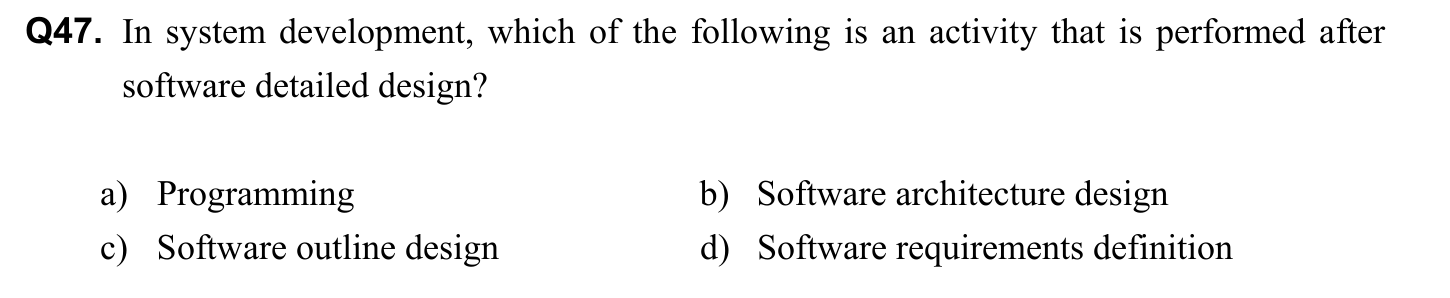 Q47. In system development, which of the following is an activity that is performed after
software detailed design?
a) Programming b) Software architecture design
c) Software outline design d) Software requirements definition